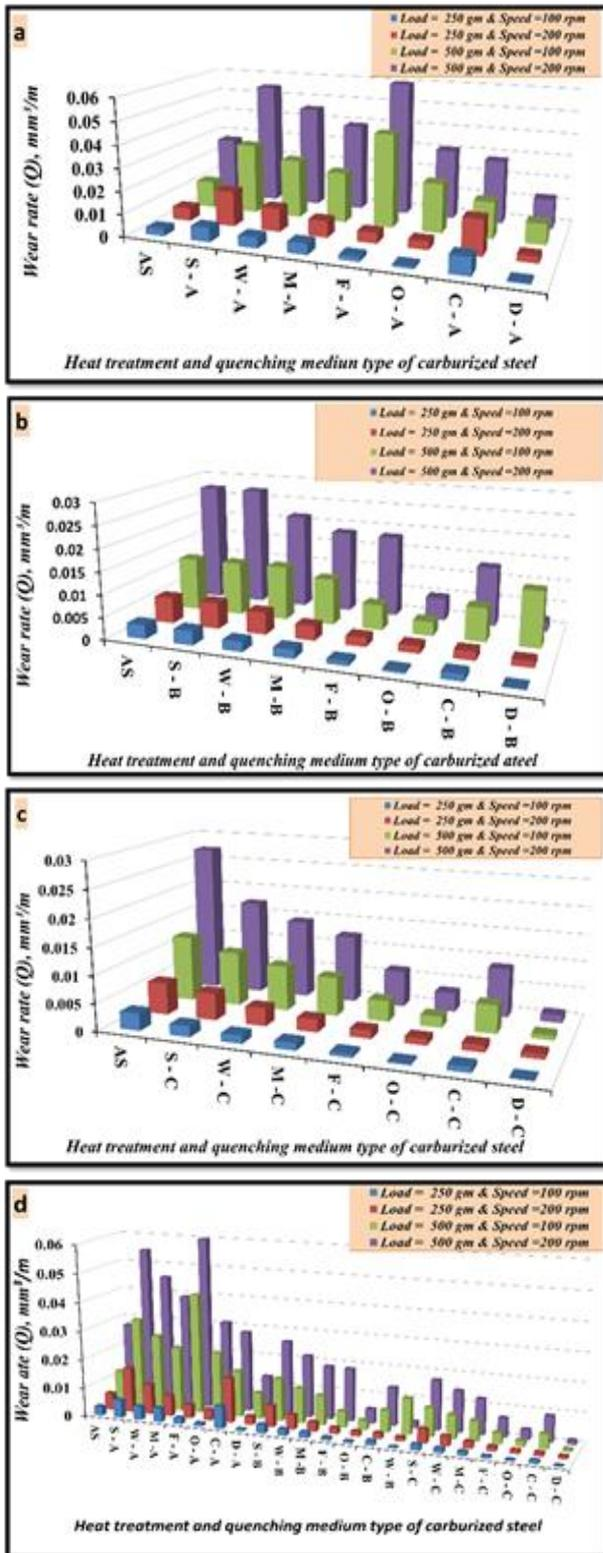 a
Load = 250 gm & Speed =100 rpm
Load = 250 gm & Speed =200 rpm
Load = 500 gm & Speed =100 rpm
Load = 500 gm & Speed =200 rpm
Wear rate (Q), mm³/m
0.06
0.05
0.04
0.03
0.02
0.01
0
AS
S - A
W - A
M -A
F - A
O - A
C - A
D - A
Heat treatment and quenching mediun type of carburized steel
b
Load = 250 gm & Speed =100 rpm
Load = 250 gm & Speed =200 rpm
Load = 500 gm & Speed =100 rpm
Load = 500 gm & Speed =200 rpm
Wear rate (Q), mm³/m
0.03
0.025
0.02
0.015
0.01
0.005
0
AS
S - B
W - B
M -B
F - B
O - B
C - B
D - B
Heat treatment and quenching medium type of carburized ateel
c
Load = 250 gm & Speed =100 rpm
Load = 250 gm & Speed =200 rpm
Load = 500 gm & Speed =100 rpm
Load = 500 gm & Speed =200 rpm
Wear rate (Q), mm³/m
0.03
0.025
0.02
0.015
0.01
0.005
0
AS
S - C
W - C
M -C
F - C
O - C
C - C
D - C
Heat treatment and quenching medium type of carburized steel
d
Load = 250 gm & Speed =100 rpm
Load = 250 gm & Speed =200 rpm
Load = 500 gm & Speed =100 rpm
Load = 500 gm & Speed =200 rpm
Wear ate (Q), mm³/m
0.06
0.05
0.04
0.03
0.02
0.01
0
AS
S - A
W - A
M -A
F - A
O - A
C - A
D - A
S - B
W - B
M-B
F - B
O - B
C - B
W - B
S - C
W - C
M-C
F - C
O - C
C - C
D - C
Heat treatment and quenching medium type of carburized steel